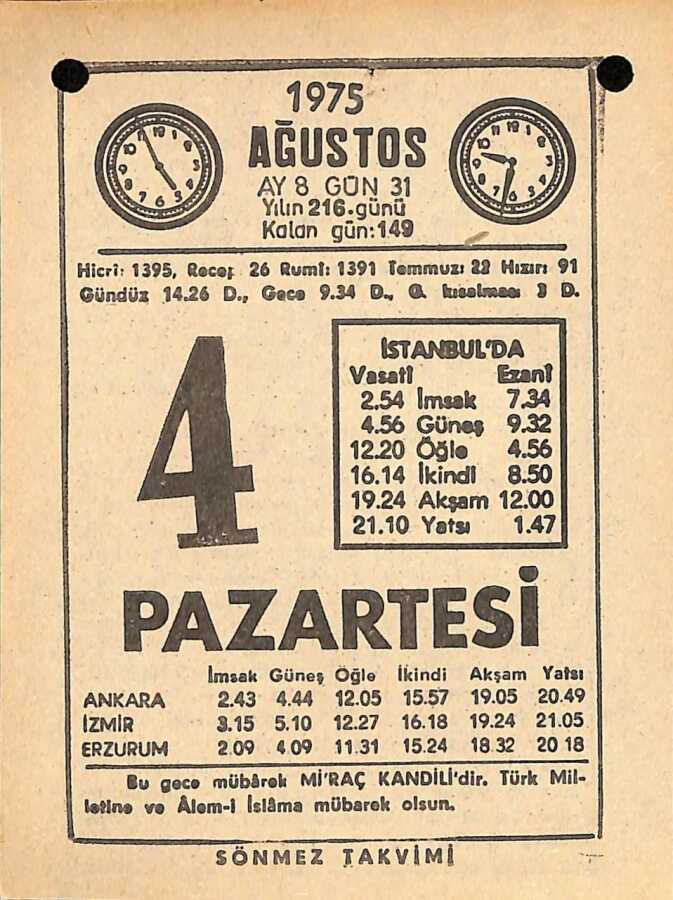 1975
AĞUSTOS
AY 8 GÜN 31
Yılın 216.günü
Kalan gün:149
Hicrî: 1395, Recep 26 Rumî: 1391 Temmuz: 22 Hızır: 91
Gündüz 14.26 D., Gece 9.34 D., G. kısalması 3 D.
4
İSTANBUL'DA
Vasatî Ezanî
2.54 İmsak 7.34
4.56 Güneş 9.32
12.20 Öğle 4.56
16.14 İkindi 8.50
19.24 Akşam 12.00
21.10 Yatsı 1.47
PAZARTESİ
İmsak Güneş Öğle İkindi Akşam Yatsı
ANKARA 2.43 4.44 12.05 15.57 19.05 20.49
İZMİR 3.15 5.10 12.27 16.18 19.24 21.05
ERZURUM 2.09 4.09 11.31 15.24 18.32 20 18
Bu gece mübârek Mİ'RAÇ KANDİLİ'dir. Türk Mil-
letine ve Âlem-i İslâma mübarek olsun.
SÖNMEZ TAKVİMİ